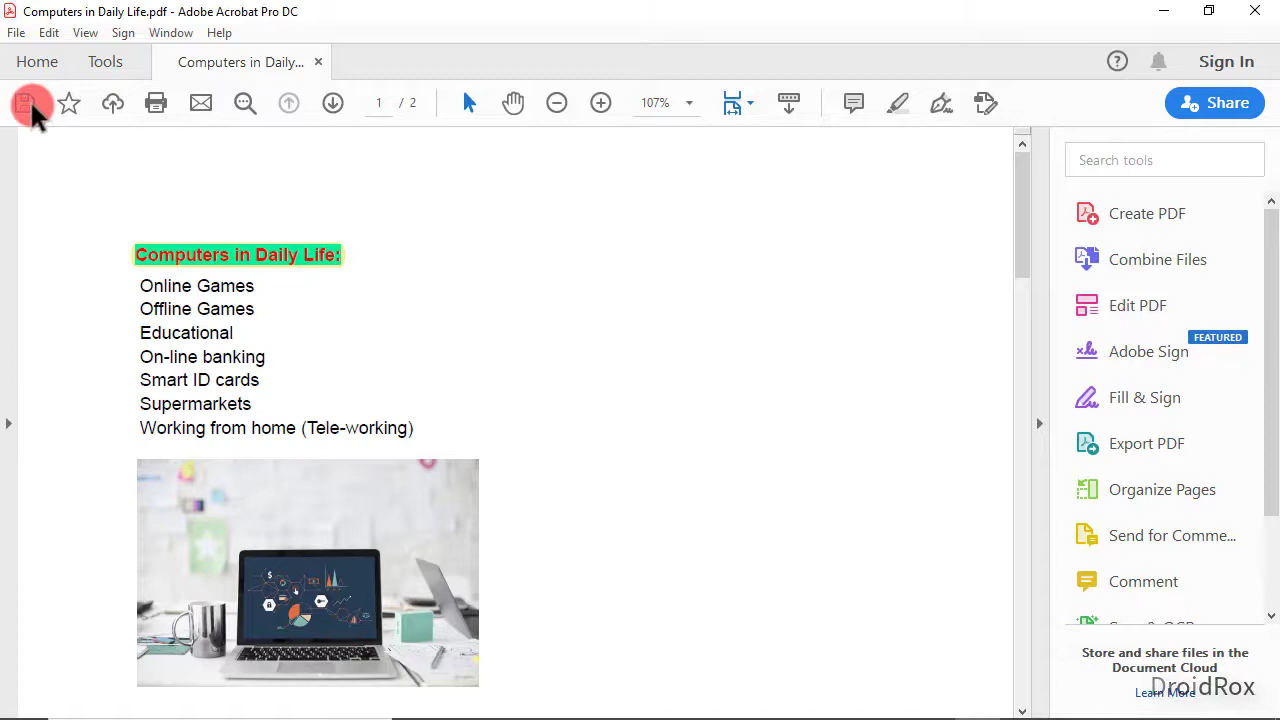 Computers in Daily Life.pdf - Adobe Acrobat Pro DC
File Edit View Sign Window Help
Home Tools Computers in Daily... ×
Sign In
1 / 2
107%
Share
Computers in Daily Life:
Online Games
Offline Games
Educational
On-line banking
Smart ID cards
Supermarkets
Working from home (Tele-working)
Search tools
Create PDF
Combine Files
Edit PDF
FEATURED
Adobe Sign
Fill & Sign
Export PDF
Organize Pages
Send for Comme...
Comment
Store and share files in the
Document Cloud
Learn More
DroidRox